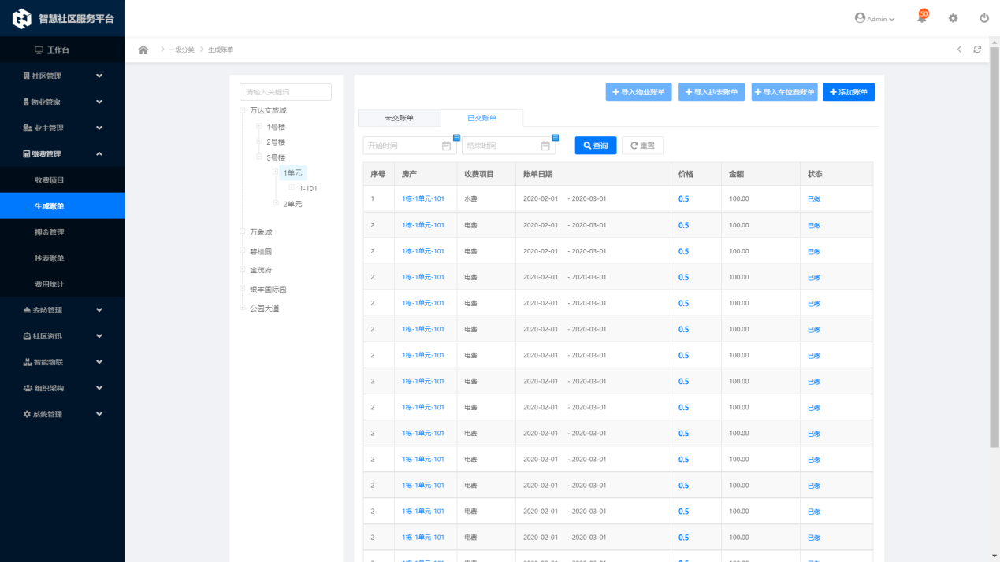 智慧社区服务平台
Admin
50
工作台
一级分类
生成账单
社区管理
物业管家
业主管理
缴费管理
收费项目
生成账单
押金管理
抄表账单
费用统计
安防管理
社区资讯
智能物联
组织架构
系统管理
请输入关键词
万达文旅城
1号楼
2号楼
3号楼
1单元
1-101
2单元
万象城
碧桂园
金茂府
银丰国际园
公园大道
导入物业账单 导入抄表账单 导入车位费账单 添加账单
未交账单 已交账单
开始时间 结束时间 查询 重置
序号 房产 收费项目 账单日期 价格 金额 状态
1 1栋-1单元-101 水费 2020-02-01 - 2020-03-01 0.5 100.00 已缴
2 1栋-1单元-101 电费 2020-02-01 - 2020-03-01 0.5 100.00 已缴
2 1栋-1单元-101 电费 2020-02-01 - 2020-03-01 0.5 100.00 已缴
2 1栋-1单元-101 电费 2020-02-01 - 2020-03-01 0.5 100.00 已缴
2 1栋-1单元-101 电费 2020-02-01 - 2020-03-01 0.5 100.00 已缴
2 1栋-1单元-101 电费 2020-02-01 - 2020-03-01 0.5 100.00 已缴
2 1栋-1单元-101 电费 2020-02-01 - 2020-03-01 0.5 100.00 已缴
2 1栋-1单元-101 电费 2020-02-01 - 2020-03-01 0.5 100.00 已缴
2 1栋-1单元-101 电费 2020-02-01 - 2020-03-01 0.5 100.00 已缴
2 1栋-1单元-101 电费 2020-02-01 - 2020-03-01 0.5 100.00 已缴
2 1栋-1单元-101 电费 2020-02-01 - 2020-03-01 0.5 100.00 已缴
2 1栋-1单元-101 电费 2020-02-01 - 2020-03-01 0.5 100.00 已缴
2 1栋-1单元-101 电费 2020-02-01 - 2020-03-01 0.5 100.00 已缴
2 1栋-1单元-101 电费 2020-02-01 - 2020-03-01 0.5 100.00 已缴